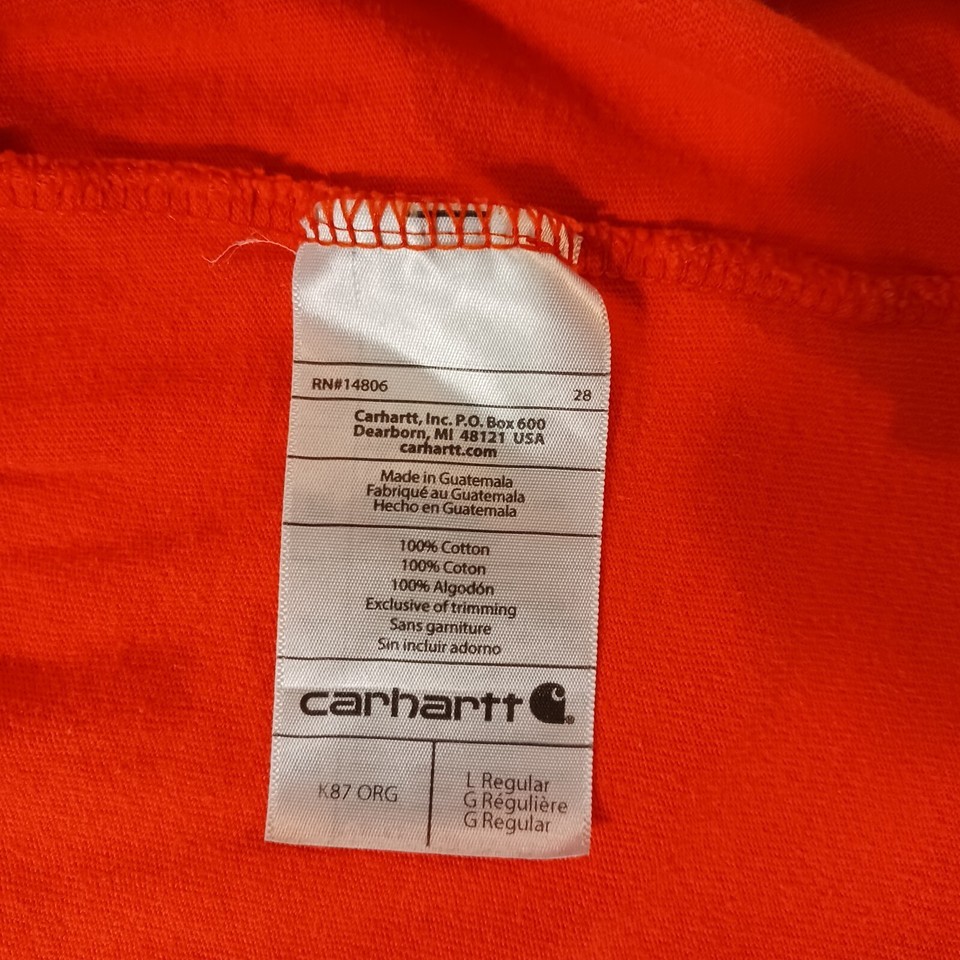 RN#14806
28
Carhartt, Inc. P.O. Box 600
Dearborn, MI 48121 USA
carhartt.com
Made in Guatemala
Fabriqué au Guatemala
Hecho en Guatemala
100% Cotton
100% Coton
100% Algodón
Exclusive of trimming
Sans garniture
Sin incluir adorno
carhartt
K87 ORG
L Regular
G Régulière
G Regular